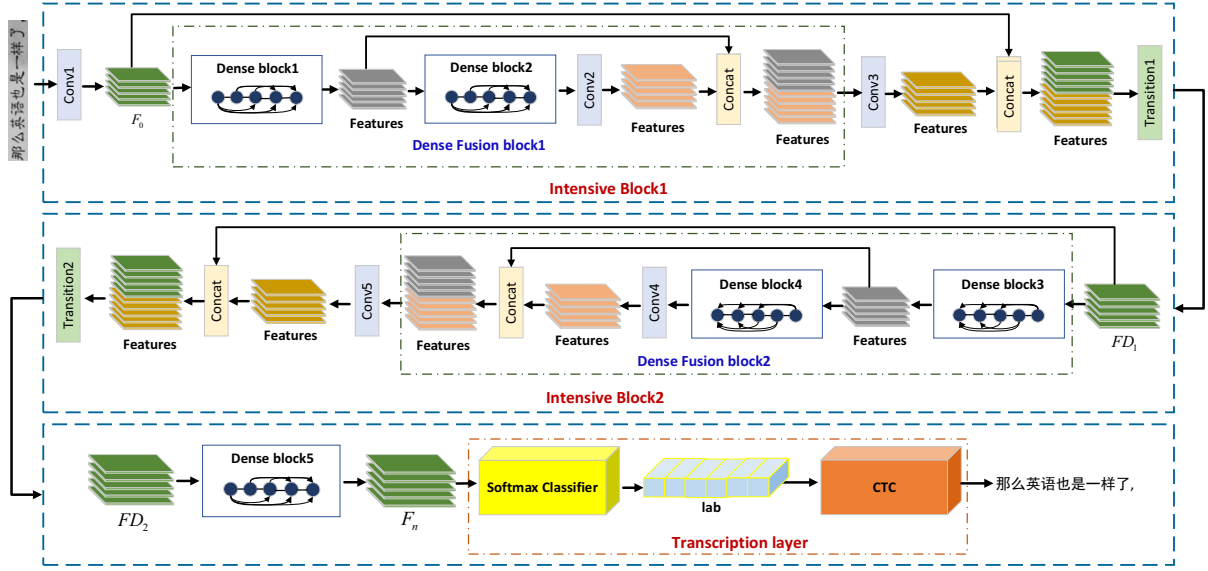 那么英语也是一样了
Conv1
F₀
Dense block1
Features
Dense block2
Conv2
Features
Concat
Features
Conv3
Features
Concat
Features
Transition1
Dense Fusion block1
Intensive Block1
Transition2
Features
Concat
Features
Conv5
Features
Concat
Features
Conv4
Dense block4
Features
Dense block3
FD₁
Dense Fusion block2
Intensive Block2
FD₂
Dense block5
Fₙ
Softmax Classifier
lab
CTC
那么英语也是一样了,
Transcription layer